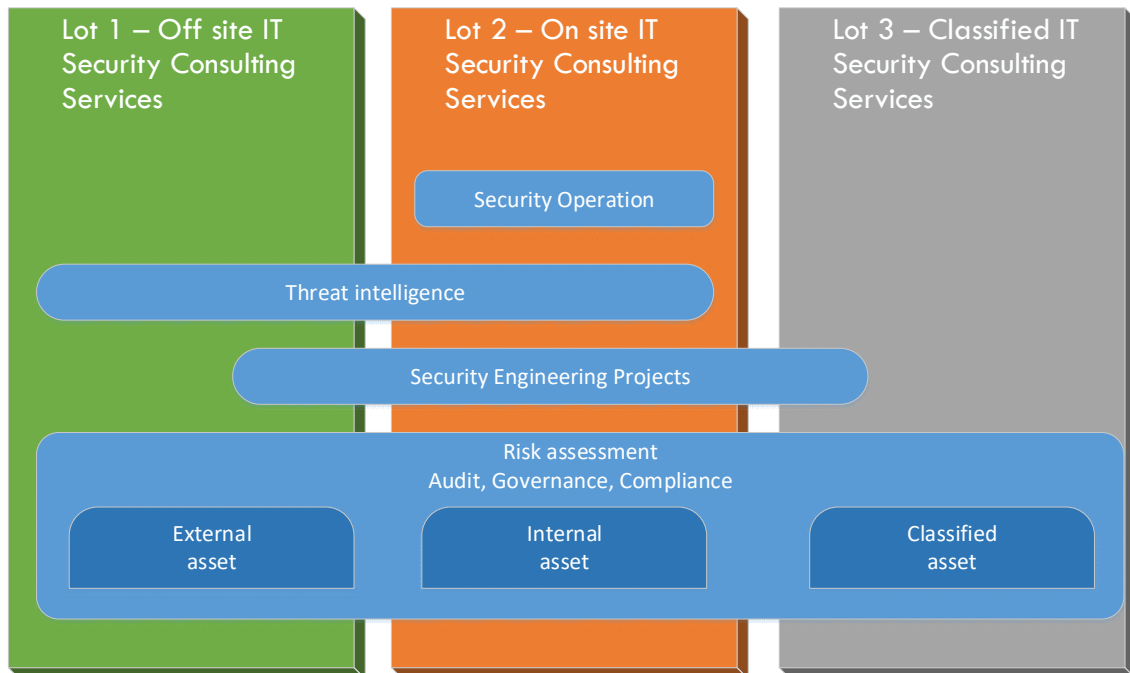 Lot 1 – Off site IT
Security Consulting
Services
Lot 2 – On site IT
Security Consulting
Services
Lot 3 – Classified IT
Security Consulting
Services
Security Operation
Threat intelligence
Security Engineering Projects
Risk assessment
Audit, Governance, Compliance
External
asset
Internal
asset
Classified
asset